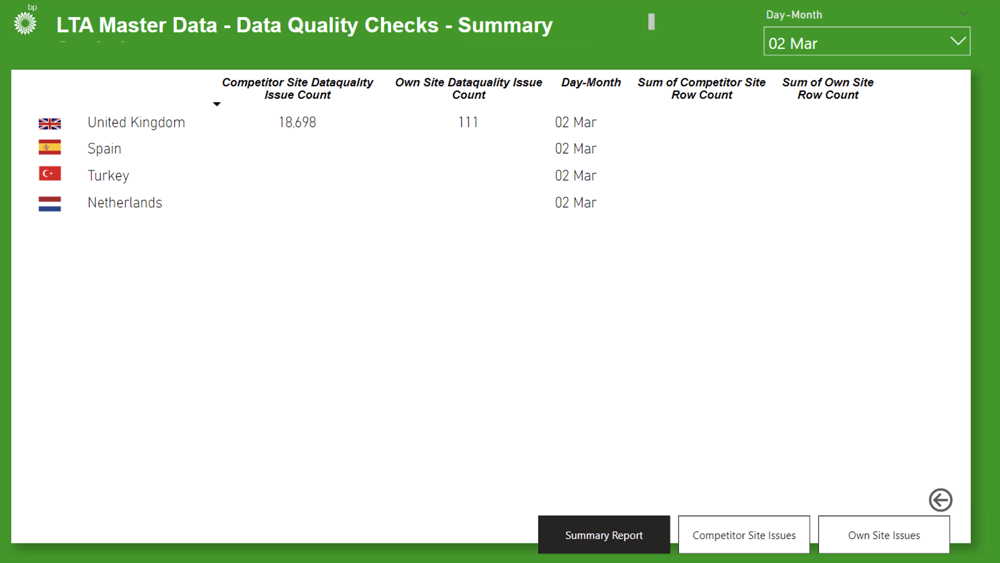 bp
LTA Master Data - Data Quality Checks - Summary
Day-Month
02 Mar
Competitor Site Dataquality
Issue Count
Own Site Dataquality Issue
Count
Day-Month
Sum of Competitor Site
Row Count
Sum of Own Site
Row Count
United Kingdom 18,698 111 02 Mar
Spain 02 Mar
Turkey 02 Mar
Netherlands 02 Mar
Summary Report
Competitor Site Issues
Own Site Issues